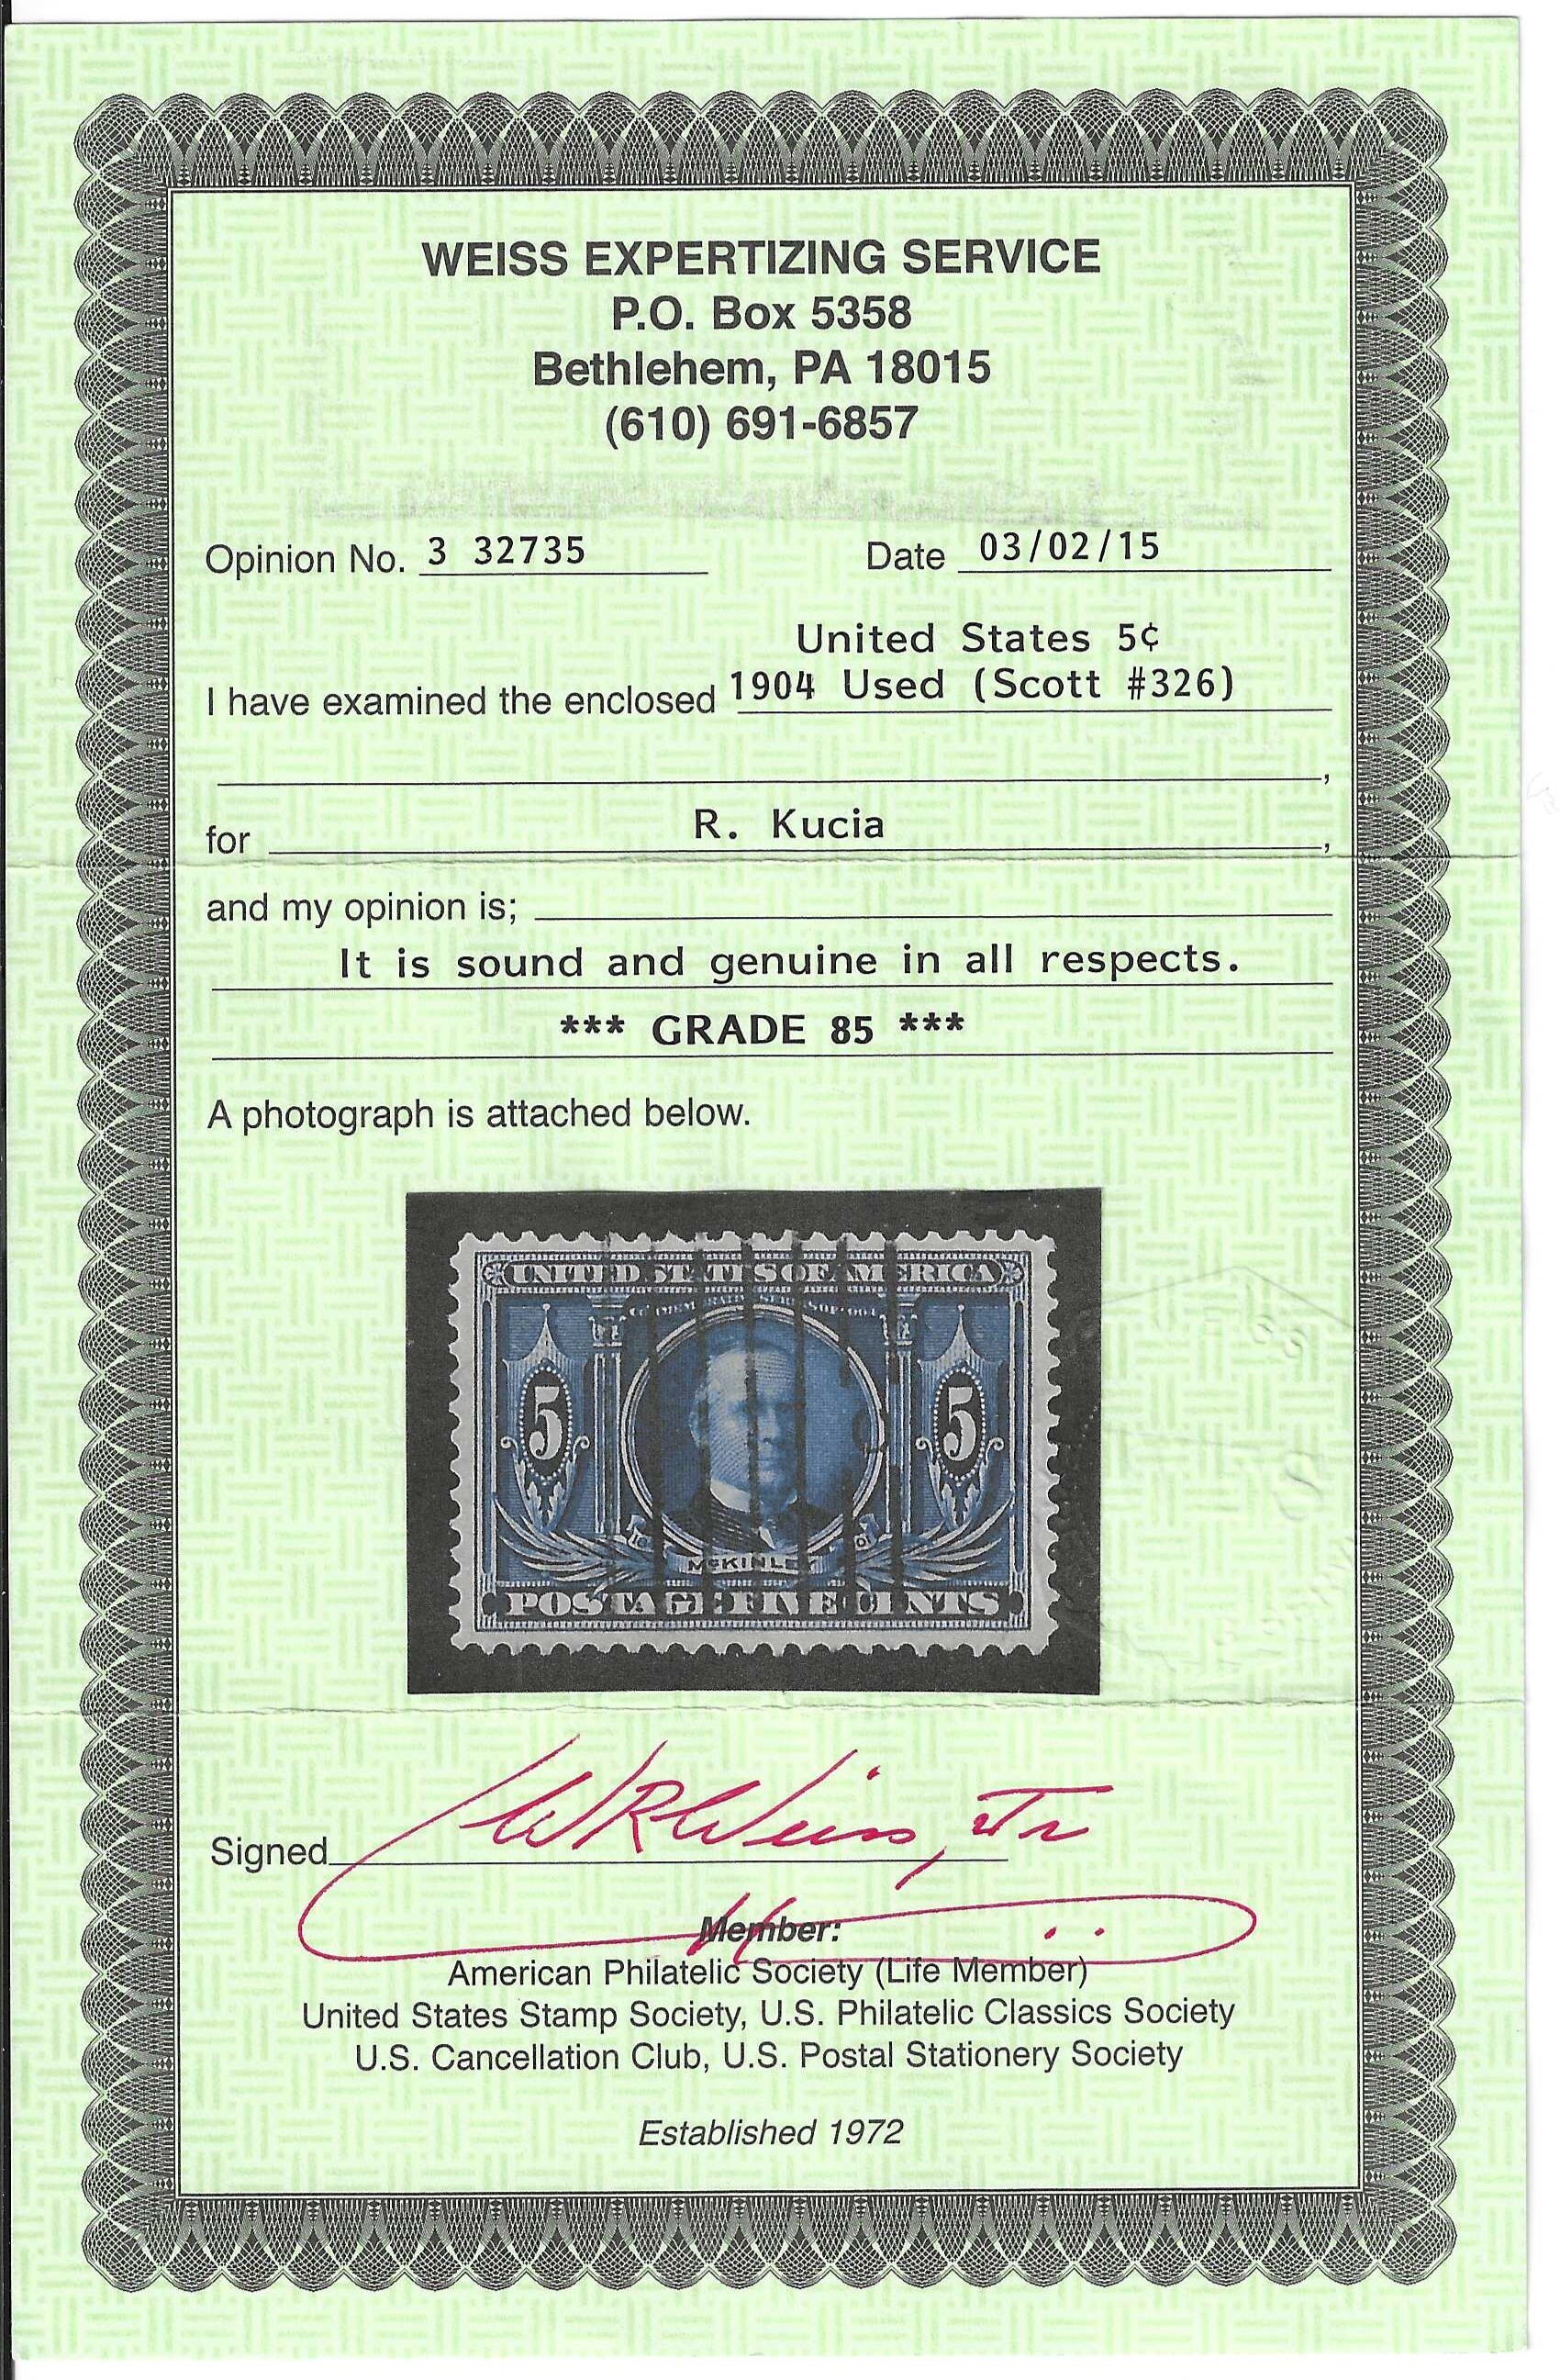 WEISS EXPERTIZING SERVICE
P.O. Box 5358
Bethlehem, PA 18015
(610) 691-6857
Opinion No. 3 32735 Date 03/02/15
United States 5¢
I have examined the enclosed 1904 Used (Scott #326)
,
for R. Kucia,
and my opinion is;
It is sound and genuine in all respects.
*** GRADE 85 ***
A photograph is attached below.
UNITED STATES OF AMERICA
5 5
McKINLEY
POSTAGE FIVE CENTS
Signed WRWeiss, Jr
Member:
American Philatelic Society (Life Member)
United States Stamp Society, U.S. Philatelic Classics Society
U.S. Cancellation Club, U.S. Postal Stationery Society
Established 1972